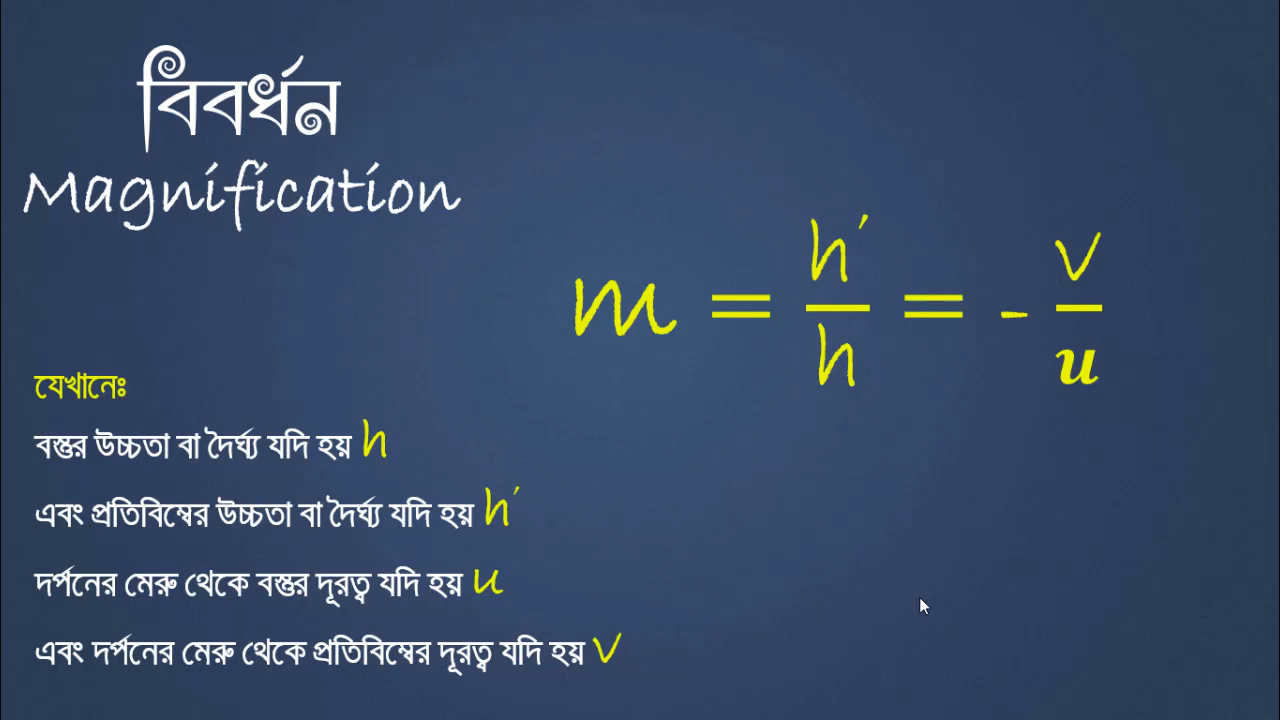 বিবর্ধন
Magnification
m = h′/h = - v/u
যেখানেঃ
বস্তুর উচ্চতা বা দৈর্ঘ্য যদি হয় h
এবং প্রতিবিম্বের উচ্চতা বা দৈর্ঘ্য যদি হয় h′
দর্পনের মেরু থেকে বস্তুর দূরত্ব যদি হয় u
এবং দর্পনের মেরু থেকে প্রতিবিম্বের দূরত্ব যদি হয় v